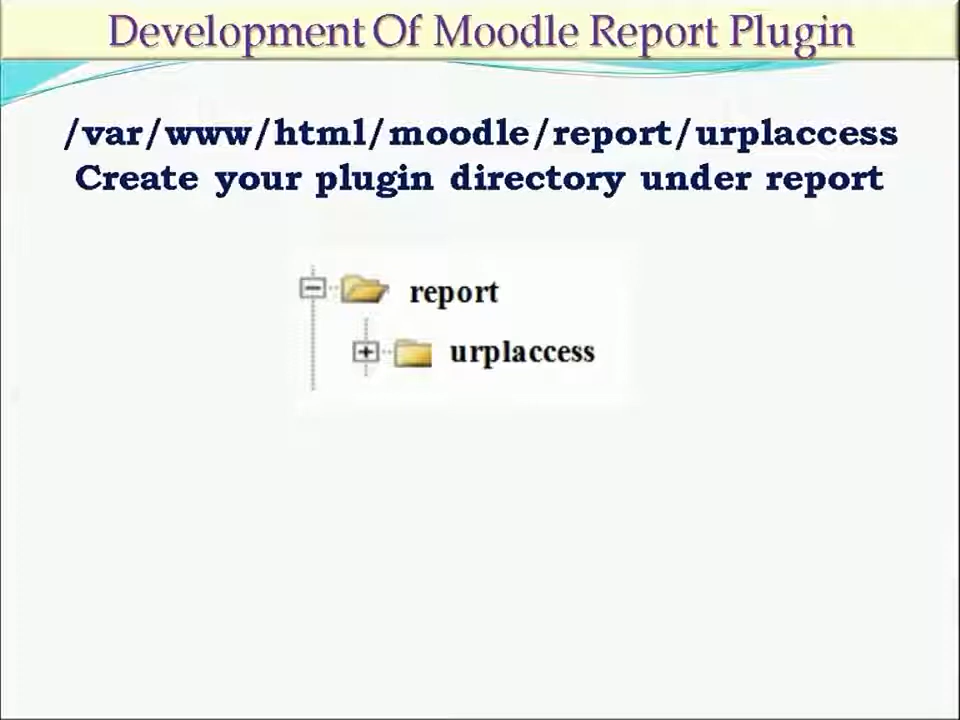 Development Of Moodle Report Plugin
/var/www/html/moodle/report/urplaccess
Create your plugin directory under report
report
urplaccess